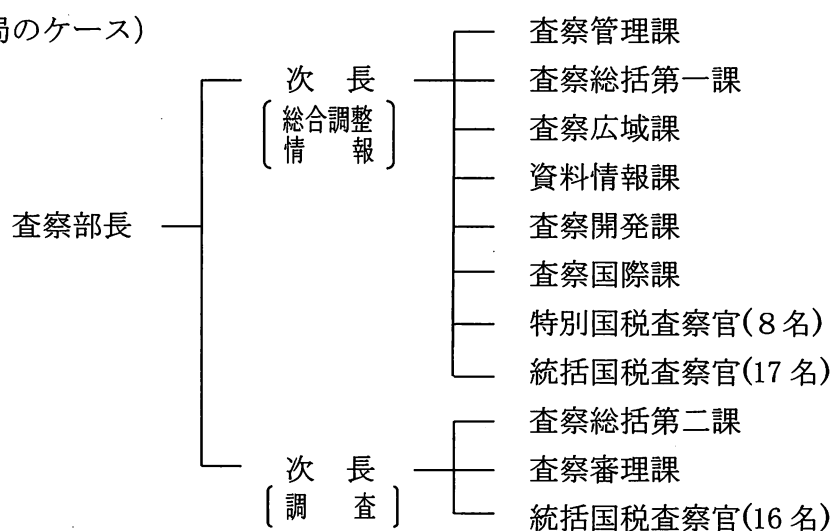 局のケース)
査察部長
次 長
総合調整
情 報
査察管理課
査察総括第一課
査察広域課
資料情報課
査察開発課
査察国際課
特別国税査察官(8名)
統括国税査察官(17名)
次 長
調 査
査察総括第二課
査察審理課
統括国税査察官(16名)